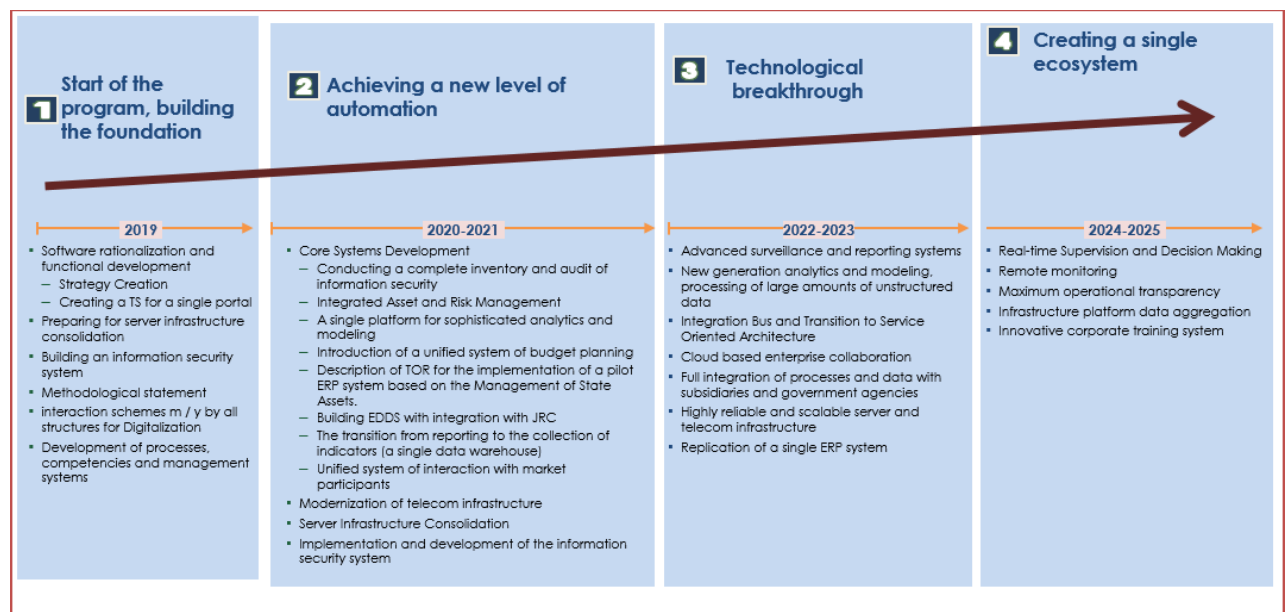 1
Start of the
program, building
the foundation
2019
▪ Software rationalization and
functional development
– Strategy Creation
– Creating a TS for a single portal
▪ Preparing for server infrastructure
consolidation
▪ Building an information security
system
▪ Methodological statement
▪ interaction schemes m / y by all
structures for Digitalization
▪ Development of processes,
competencies and management
systems
2
Achieving a new level of
automation
2020-2021
▪ Core Systems Development
– Conducting a complete inventory and audit of
information security
– Integrated Asset and Risk Management
– A single platform for sophisticated analytics and
modeling
– Introduction of a unified system of budget planning
– Description of TOR for the implementation of a pilot
ERP system based on the Management of State
Assets.
– Building EDDS with integration with JRC
– The transition from reporting to the collection of
indicators (a single data warehouse)
– Unified system of interaction with market
participants
▪ Modernization of telecom infrastructure
▪ Server Infrastructure Consolidation
▪ Implementation and development of the information
security system
3
Technological
breakthrough
2022-2023
▪ Advanced surveillance and reporting systems
▪ New generation analytics and modeling,
processing of large amounts of unstructured
data
▪ Integration Bus and Transition to Service
Oriented Architecture
▪ Cloud based enterprise collaboration
▪ Full integration of processes and data with
subsidiaries and government agencies
▪ Highly reliable and scalable server and
telecom infrastructure
▪ Replication of a single ERP system
4
Creating a single
ecosystem
2024-2025
▪ Real-time Supervision and Decision Making
▪ Remote monitoring
▪ Maximum operational transparency
▪ Infrastructure platform data aggregation
▪ Innovative corporate training system